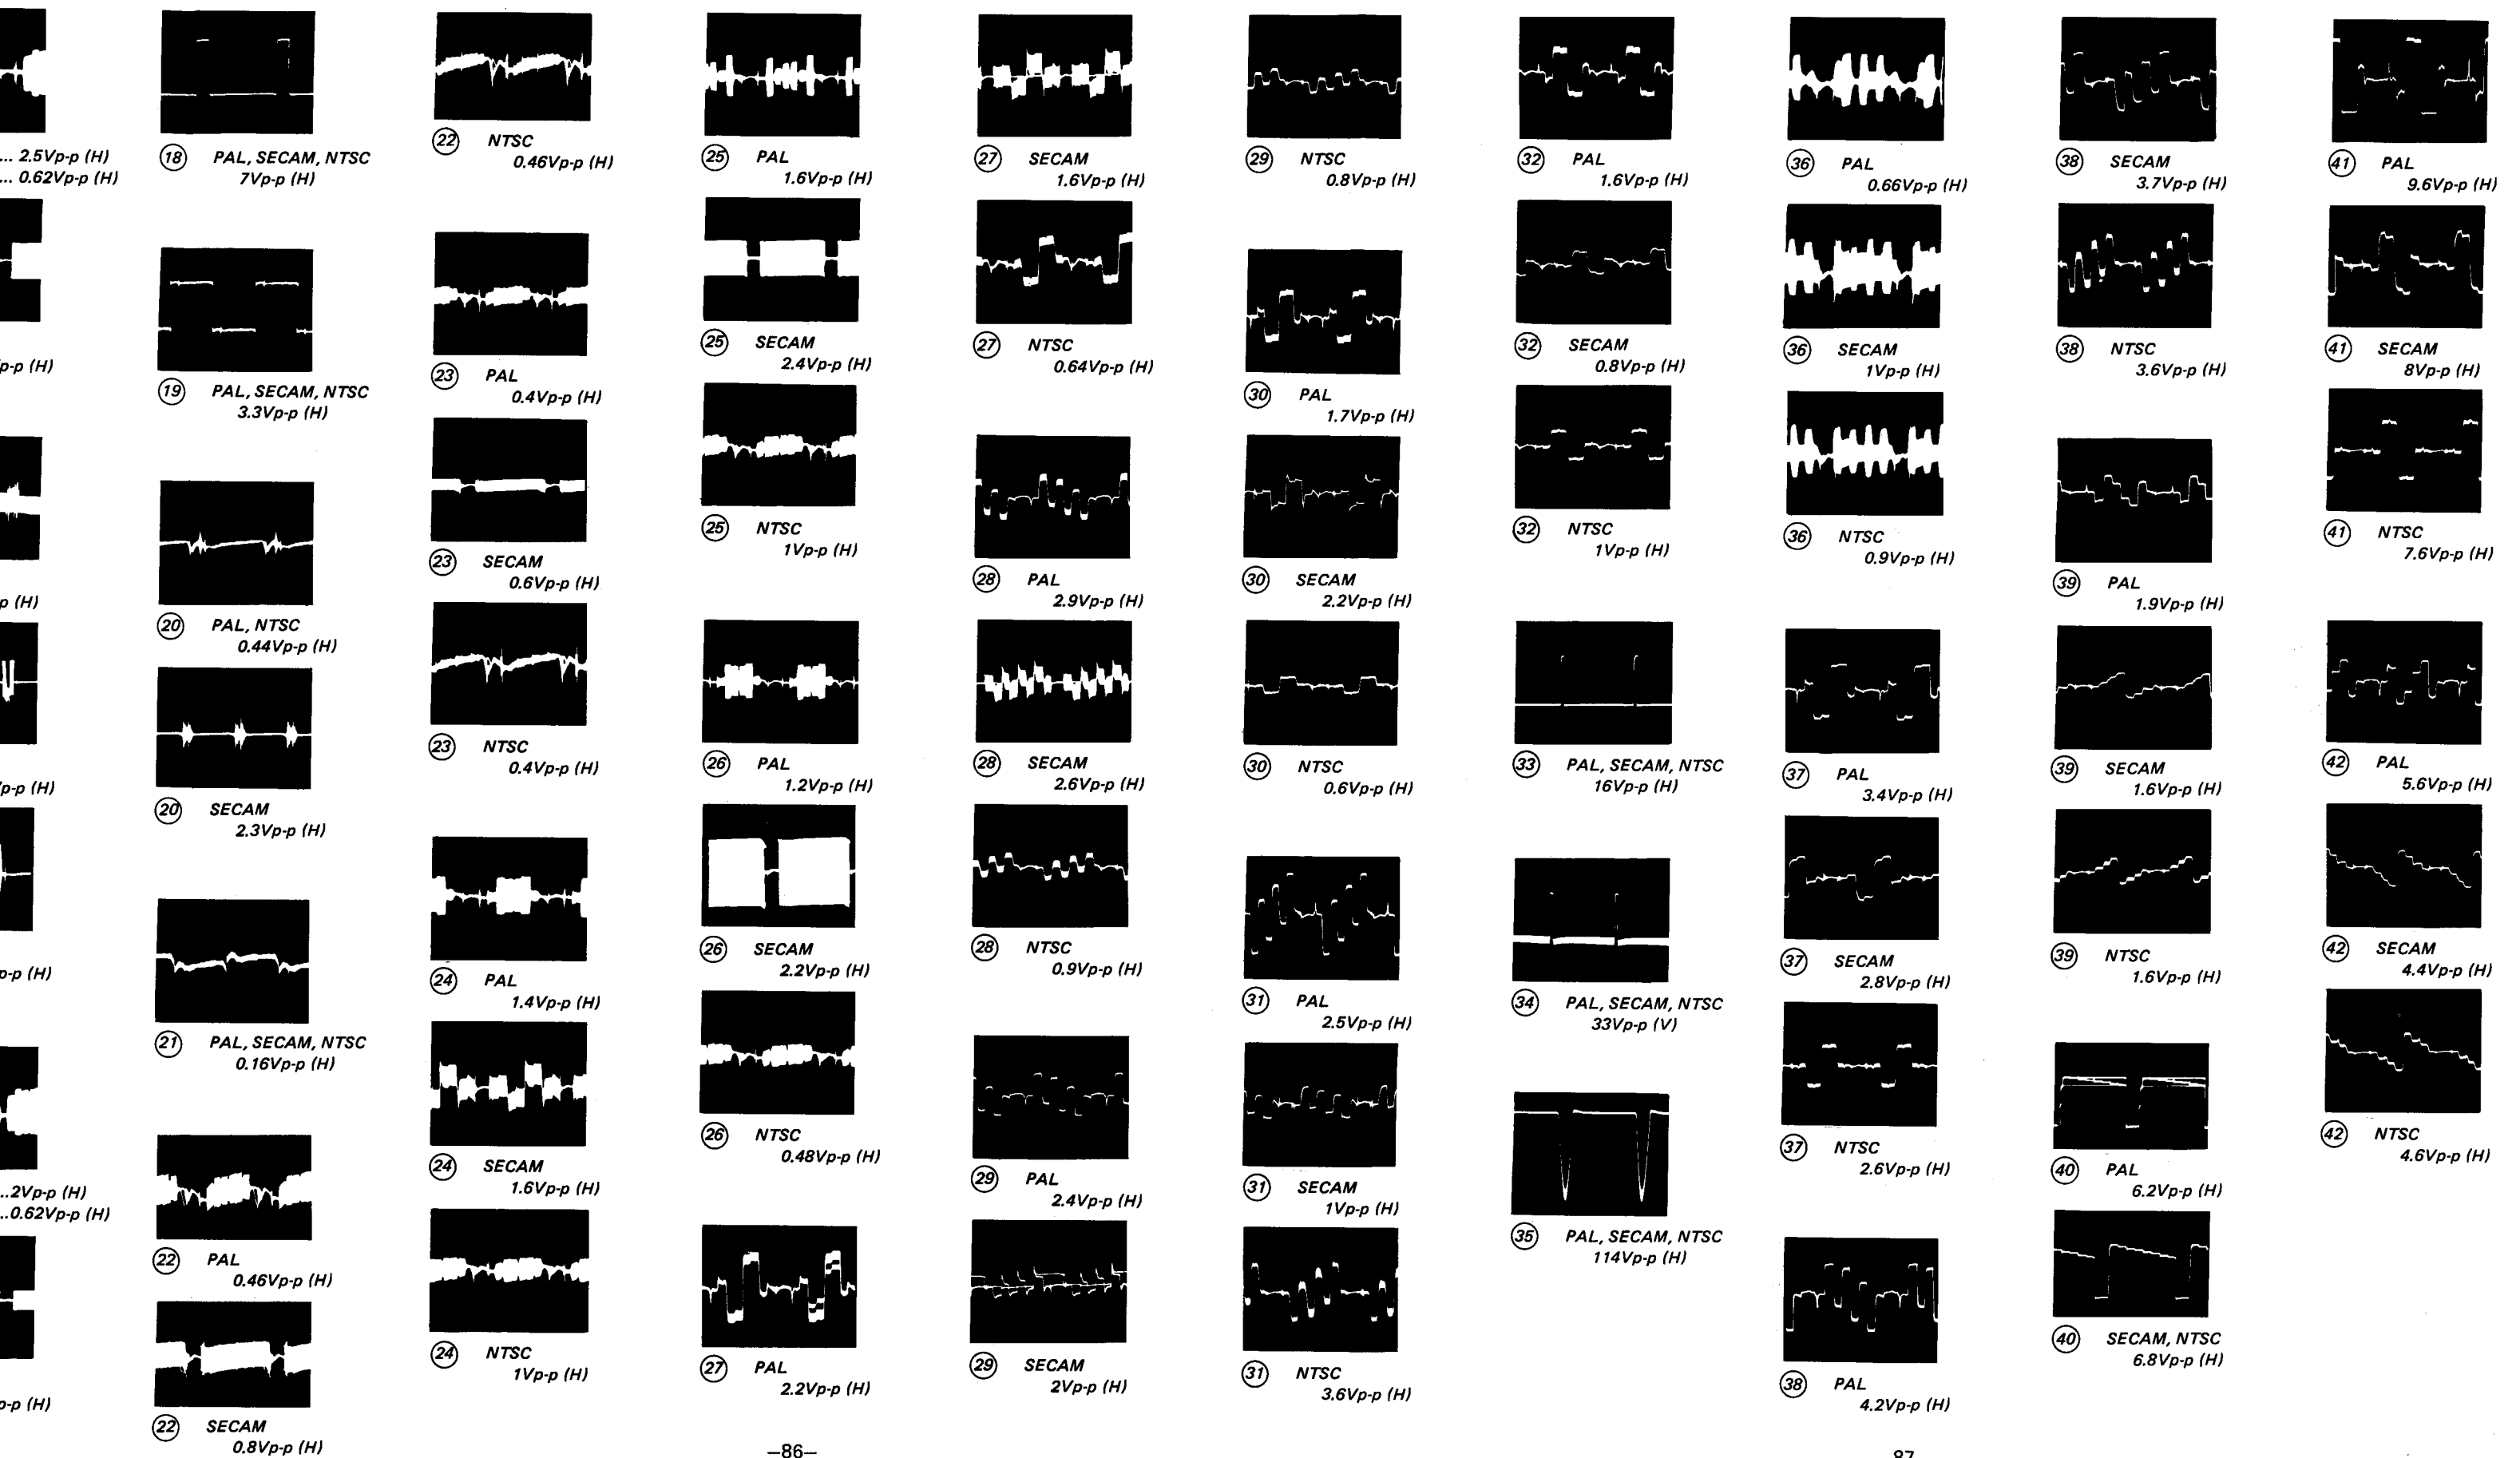 ... 2.5Vp-p (H)
... 0.62Vp-p (H)
p-p (H)
p (H)
p-p (H)
p-p (H)
..2Vp-p (H)
..0.62Vp-p (H)
p-p (H)
18 PAL, SECAM, NTSC
7Vp-p (H)
19 PAL, SECAM, NTSC
3.3Vp-p (H)
20 PAL, NTSC
0.44Vp-p (H)
20 SECAM
2.3Vp-p (H)
21 PAL, SECAM, NTSC
0.16Vp-p (H)
22 PAL
0.46Vp-p (H)
22 SECAM
0.8Vp-p (H)
22 NTSC
0.46Vp-p (H)
23 PAL
0.4Vp-p (H)
23 SECAM
0.6Vp-p (H)
23 NTSC
0.4Vp-p (H)
24 PAL
1.4Vp-p (H)
24 SECAM
1.6Vp-p (H)
24 NTSC
1Vp-p (H)
25 PAL
1.6Vp-p (H)
25 SECAM
2.4Vp-p (H)
25 NTSC
1Vp-p (H)
26 PAL
1.2Vp-p (H)
26 SECAM
2.2Vp-p (H)
26 NTSC
0.48Vp-p (H)
27 PAL
2.2Vp-p (H)
27 SECAM
1.6Vp-p (H)
27 NTSC
0.64Vp-p (H)
28 PAL
2.9Vp-p (H)
28 SECAM
2.6Vp-p (H)
28 NTSC
0.9Vp-p (H)
29 PAL
2.4Vp-p (H)
29 SECAM
2Vp-p (H)
29 NTSC
0.8Vp-p (H)
30 PAL
1.7Vp-p (H)
30 SECAM
2.2Vp-p (H)
30 NTSC
0.6Vp-p (H)
31 PAL
2.5Vp-p (H)
31 SECAM
1Vp-p (H)
31 NTSC
3.6Vp-p (H)
32 PAL
1.6Vp-p (H)
32 SECAM
0.8Vp-p (H)
32 NTSC
1Vp-p (H)
33 PAL, SECAM, NTSC
16Vp-p (H)
34 PAL, SECAM, NTSC
33Vp-p (V)
35 PAL, SECAM, NTSC
114Vp-p (H)
36 PAL
0.66Vp-p (H)
36 SECAM
1Vp-p (H)
36 NTSC
0.9Vp-p (H)
37 PAL
3.4Vp-p (H)
37 SECAM
2.8Vp-p (H)
37 NTSC
2.6Vp-p (H)
38 PAL
4.2Vp-p (H)
38 SECAM
3.7Vp-p (H)
38 NTSC
3.6Vp-p (H)
39 PAL
1.9Vp-p (H)
39 SECAM
1.6Vp-p (H)
39 NTSC
1.6Vp-p (H)
40 PAL
6.2Vp-p (H)
40 SECAM, NTSC
6.8Vp-p (H)
41 PAL
9.6Vp-p (H)
41 SECAM
8Vp-p (H)
41 NTSC
7.6Vp-p (H)
42 PAL
5.6Vp-p (H)
42 SECAM
4.4Vp-p (H)
42 NTSC
4.6Vp-p (H)
—86—